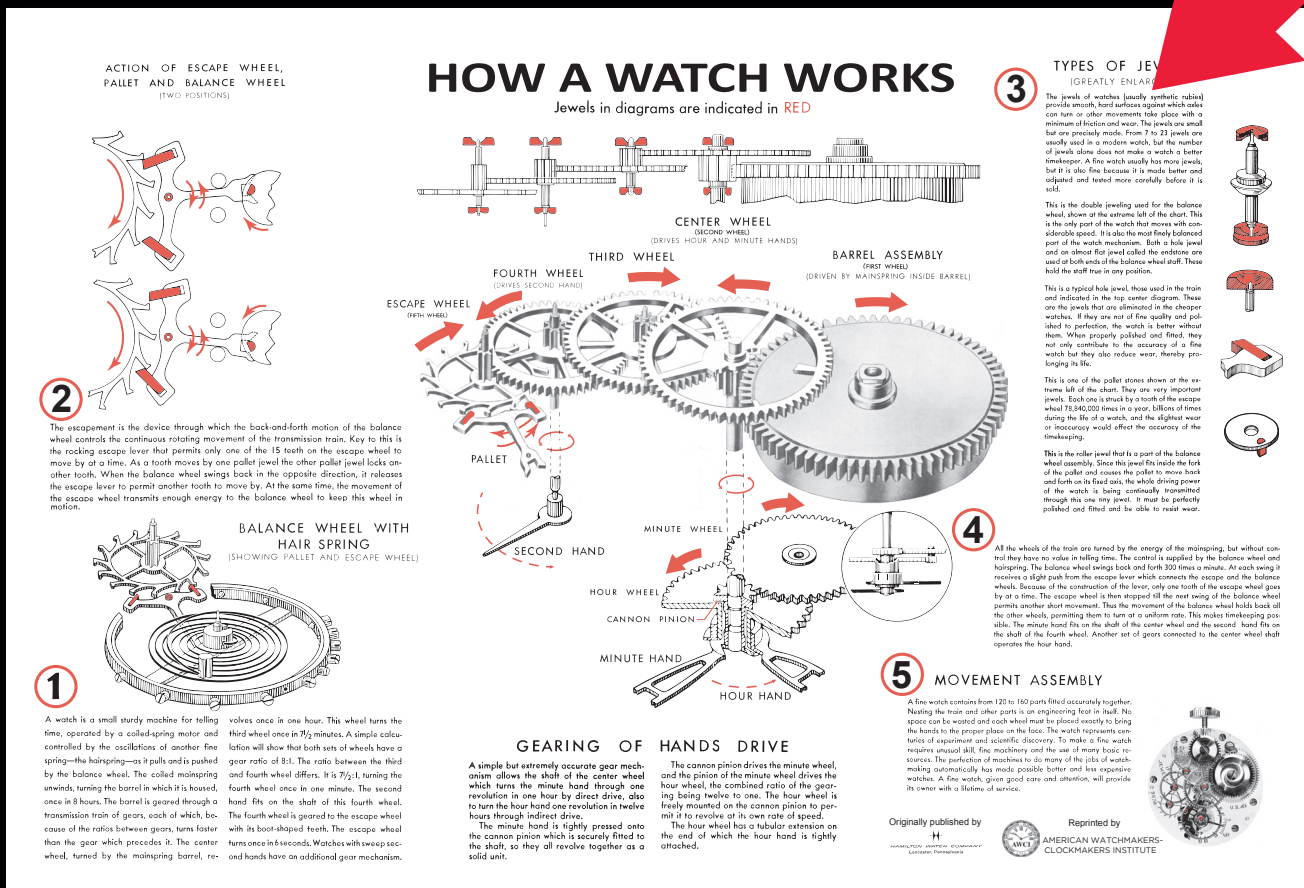 ACTION OF ESCAPE WHEEL,
PALLET AND BALANCE WHEEL
(TWO POSITIONS)
HOW A WATCH WORKS
Jewels in diagrams are indicated in RED
CENTER WHEEL
(SECOND WHEEL)
(DRIVES HOUR AND MINUTE HANDS)
THIRD WHEEL
BARREL ASSEMBLY
(FIRST WHEEL)
(DRIVEN BY MAINSPRING INSIDE BARREL)
FOURTH WHEEL
(DRIVES SECOND HAND)
ESCAPE WHEEL
(FIFTH WHEEL)
PALLET
SECOND HAND
MINUTE WHEEL
HOUR WHEEL
CANNON PINION
MINUTE HAND
HOUR HAND
2
The escapement is the device through which the back-and-forth motion of the balance
wheel controls the continuous rotating movement of the transmission train. Key to this is
the rocking escape lever that permits only one of the 15 teeth on the escape wheel to
move by at a time. As a tooth moves by one pallet jewel the other pallet jewel locks an-
other tooth. When the balance wheel swings back in the opposite direction, it releases
the escape lever to permit another tooth to move by. At the same time, the movement of
the escape wheel transmits enough energy to the balance wheel to keep this wheel in
motion.
BALANCE WHEEL WITH
HAIR SPRING
(SHOWING PALLET AND ESCAPE WHEEL)
1
A watch is a small sturdy machine for telling
time, operated by a coiled-spring motor and
controlled by the oscillations of another fine
spring—the hairspring—as it pulls and is pushed
by the balance wheel. The coiled mainspring
unwinds, turning the barrel in which it is housed,
once in 8 hours. The barrel is geared through a
transmission train of gears, each of which, be-
cause of the ratios between gears, turns faster
than the gear which precedes it. The center
wheel, turned by the mainspring barrel, re-
volves once in one hour. This wheel turns the
third wheel once in 7½ minutes. A simple calcu-
lation will show that both sets of wheels have a
gear ratio of 8:1. The ratio between the third
and fourth wheel differs. It is 7½:1, turning the
fourth wheel once in one minute. The second
hand fits on the shaft of this fourth wheel.
The fourth wheel is geared to the escape wheel
with its boot-shaped teeth. The escape wheel
turns once in 6 seconds. Watches with sweep sec-
ond hands have an additional gear mechanism.
GEARING OF HANDS DRIVE
A simple but extremely accurate gear mech-
anism allows the shaft of the center wheel
which turns the minute hand through one
revolution in one hour by direct drive, also
to turn the hour hand one revolution in twelve
hours through indirect drive.
The minute hand is tightly pressed onto
the cannon pinion which is securely fitted to
the shaft, so they all revolve together as a
solid unit.
The cannon pinion drives the minute wheel,
and the pinion of the minute wheel drives the
hour wheel, the combined ratio of the gear-
ing being twelve to one. The hour wheel is
freely mounted on the cannon pinion to per-
mit it to revolve at its own rate of speed.
The hour wheel has a tubular extension on
the end of which the hour hand is tightly
attached.
3
TYPES OF
(GREATLY
The jewels of watches (usually synthetic rubies)
provide smooth, hard surfaces against which axles
can turn or other movements take place with a
minimum of friction and wear. The jewels are small
but are precisely made. From 7 to 23 jewels are
usually used in a modern watch, but the number
of jewels alone does not make a watch a better
timekeeper. A fine watch usually has more jewels,
but it is also fine because it is made better and
adjusted and tested more carefully before it is
sold.
This is the double jeweling used for the balance
wheel, shown at the extreme left of the chart. This
is the only part of the watch that moves with con-
siderable speed. It is also the most finely balanced
part of the watch mechanism. Both a hole jewel
and an almost flat jewel called the endstone are
used at both ends of the balance wheel staff. These
hold the staff true in any position.
This is a typical hole jewel, those used in the train
and indicated in the top center diagram. These
are the jewels that are eliminated in the cheaper
watches. If they are not of fine quality and pol-
ished to perfection, the watch is better without
them. When properly polished and fitted, they
not only contribute to the accuracy of a fine
watch but they also reduce wear, thereby pro-
longing its life.
This is one of the pallet stones shown at the ex-
treme left of the chart. They are very important
jewels. Each one is struck by a tooth of the escape
wheel 78,840,000 times in a year, billions of times
during the life of a watch, and the slightest wear
or inaccuracy would effect the accuracy of the
timekeeping.
This is the roller jewel that is a part of the balance
wheel assembly. Since this jewel fits inside the fork
of the pallet and causes the pallet to move back
and forth on its fixed axis, the whole driving power
of the watch is being continually transmitted
through this one tiny jewel. It must be perfectly
polished and fitted and be able to resist wear.
4
All the wheels of the train are turned by the energy of the mainspring, but without con-
trol they have no value in telling time. The control is supplied by the balance wheel and
hairspring. The balance wheel swings back and forth 300 times a minute. At each swing it
receives a slight push from the escape lever which connects the escape and the balance
wheels. Because of the construction of the lever, only one tooth of the escape wheel goes
by at a time. The escape wheel is then stopped till the next swing of the balance wheel
permits another short movement. Thus the movement of the balance wheel holds back all
the other wheels, permitting them to turn at a uniform rate. This makes timekeeping pos-
sible. The minute hand fits on the shaft of the center wheel and the second hand fits on
the shaft of the fourth wheel. Another set of gears connected to the center wheel shaft
operates the hour hand.
5
MOVEMENT ASSEMBLY
A fine watch contains from 120 to 160 parts fitted accurately together.
Nesting the train and other parts is an engineering feat in itself. No
space can be wasted and each wheel must be placed exactly to bring
the hands to the proper place on the face. The watch represents cen-
turies of experiment and scientific discovery. To make a fine watch
requires unusual skill, fine machinery and the use of many basic re-
sources. The perfection of machines to do many of the jobs of watch-
making automatically has made possible better and less expensive
watches. A fine watch, given good care and attention, will provide
its owner with a lifetime of service.
Originally published by
H
HAMILTON WATCH COMPANY
Lancaster, Pennsylvania
AWCI
Reprinted by
AMERICAN WATCHMAKERS-
CLOCKMAKERS INSTITUTE